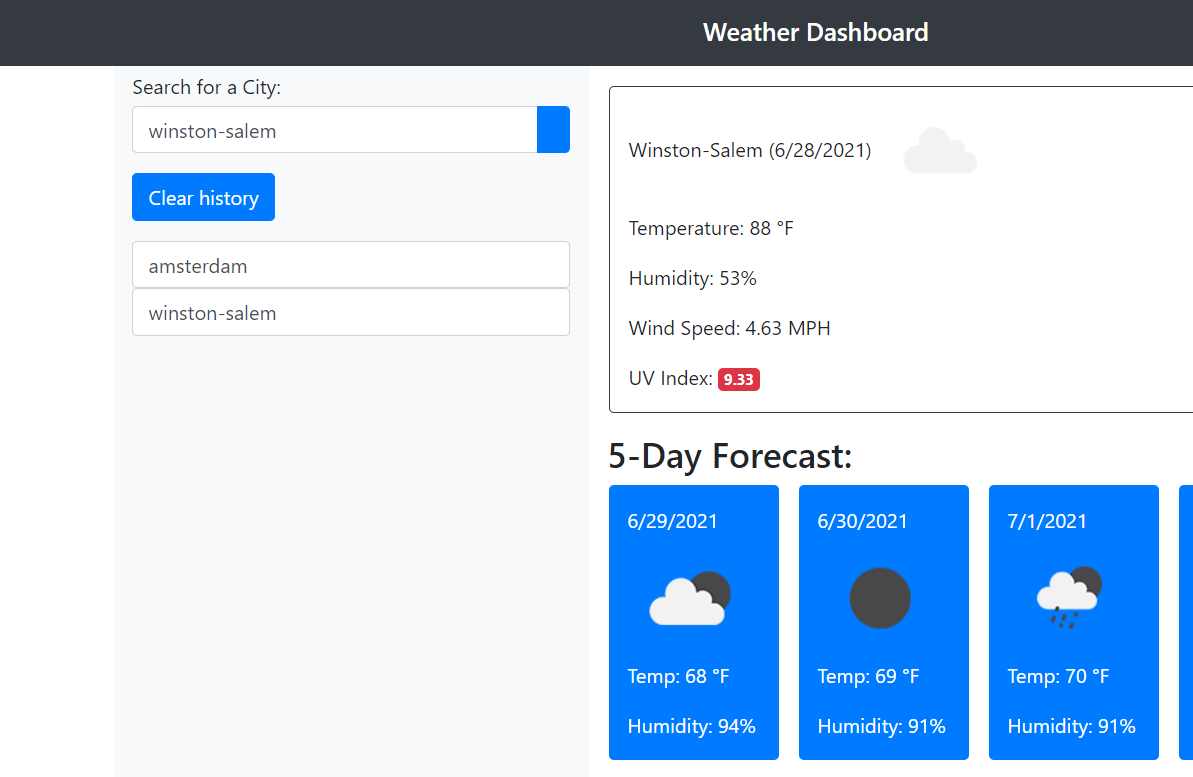 Weather Dashboard
Search for a City:
winston-salem
Clear history
amsterdam
winston-salem
Winston-Salem (6/28/2021)
Temperature: 88 °F
Humidity: 53%
Wind Speed: 4.63 MPH
UV Index: 9.33
5-Day Forecast:
6/29/2021
Temp: 68 °F
Humidity: 94%
6/30/2021
Temp: 69 °F
Humidity: 91%
7/1/2021
Temp: 70 °F
Humidity: 91%